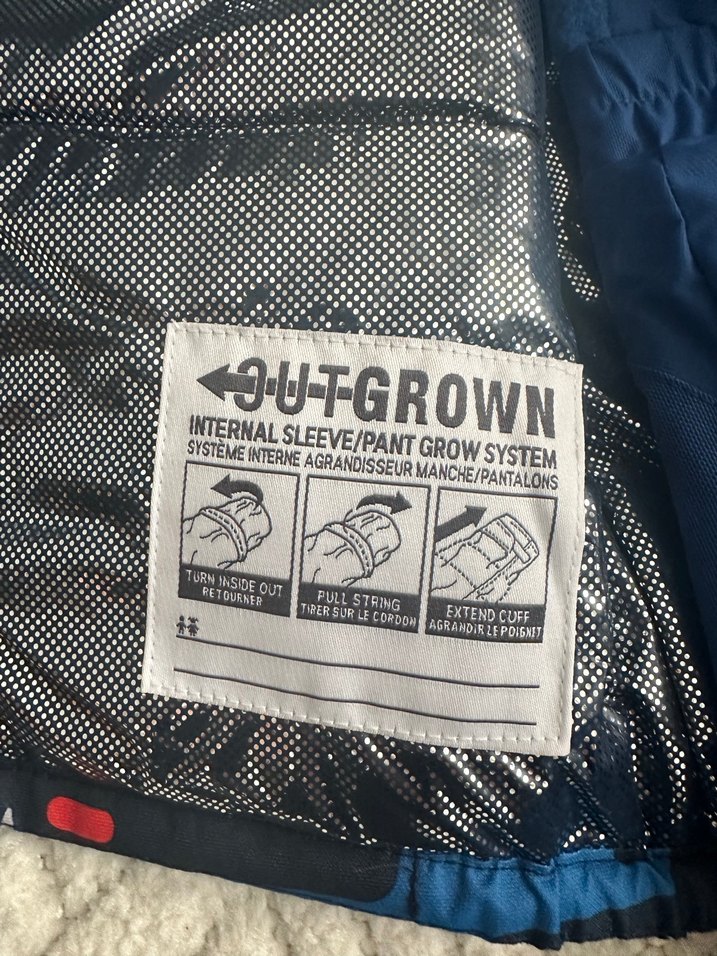 OUTGROWN
INTERNAL SLEEVE/PANT GROW SYSTEM
SYSTÈME INTERNE AGRANDISSEUR MANCHE/PANTALONS
TURN INSIDE OUT
RETOURNER
PULL STRING
TIRER SUR LE CORDON
EXTEND CUFF
AGRANDIR LE POIGNET